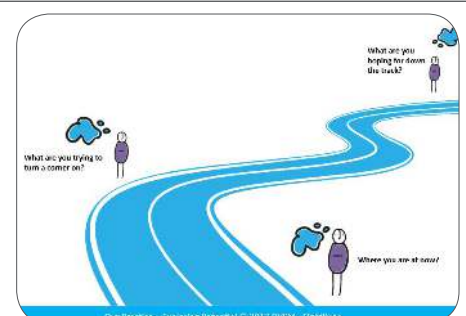 What are you
hoping for down
the track?
What are you trying to
turn a corner on?
Where you are at now?